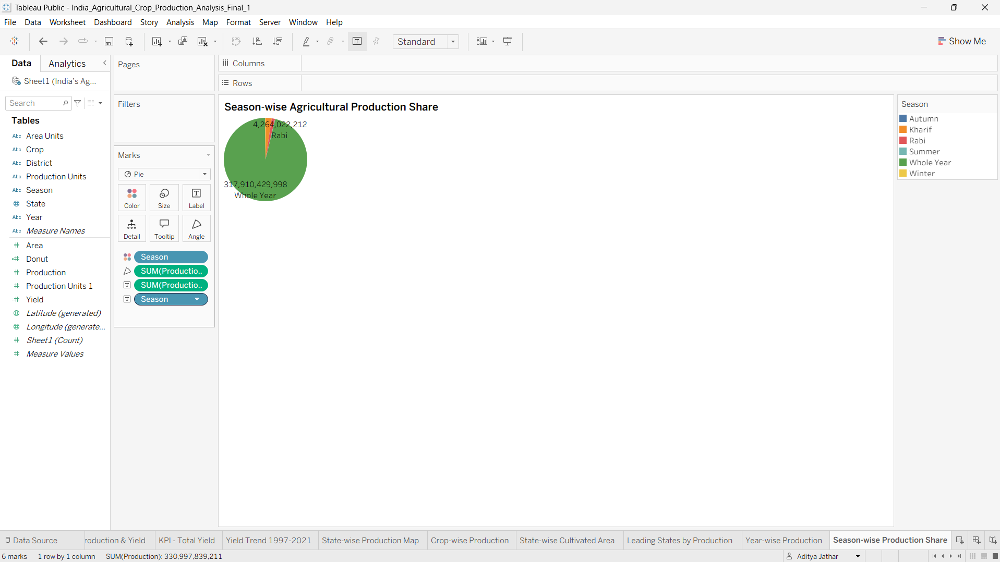 Tableau Public - India_Agricultural_Crop_Production_Analysis_Final_1
File Data Worksheet Dashboard Story Analysis Map Format Server Window Help
Standard
Show Me
Data Analytics
Sheet1 (India's Ag...
Search
Tables
Abc Area Units
Abc Crop
Abc District
Abc Production Units
Abc Season
State
Abc Year
Abc Measure Names
Area
Donut
Production
Production Units 1
Yield
Latitude (generated)
Longitude (generate...
Sheet1 (Count)
Measure Values
Pages
Filters
Marks
Pie
Color Size Label
Detail Tooltip Angle
Season
SUM(Productio..
SUM(Productio..
Season
Columns
Rows
Season-wise Agricultural Production Share
4,264,022,212
Rabi
317,910,429,998
Whole Year
Season
Autumn
Kharif
Rabi
Summer
Whole Year
Winter
Data Source roduction & Yield KPI - Total Yield Yield Trend 1997-2021 State-wise Production Map Crop-wise Production State-wise Cultivated Area Leading States by Production Year-wise Production Season-wise Production Share
6 marks 1 row by 1 column SUM(Production): 330,997,839,211 Aditya Jathar